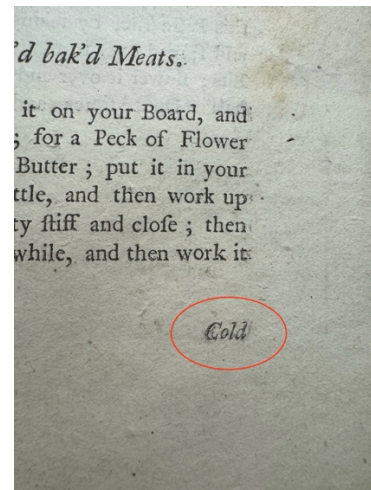 'd bak'd Meats.
it on your Board, and
; for a Peck of Flower
Butter ; put it in your
ttle, and then work up
ty ſtiff and cloſe ; then
while, and then work it
Cold